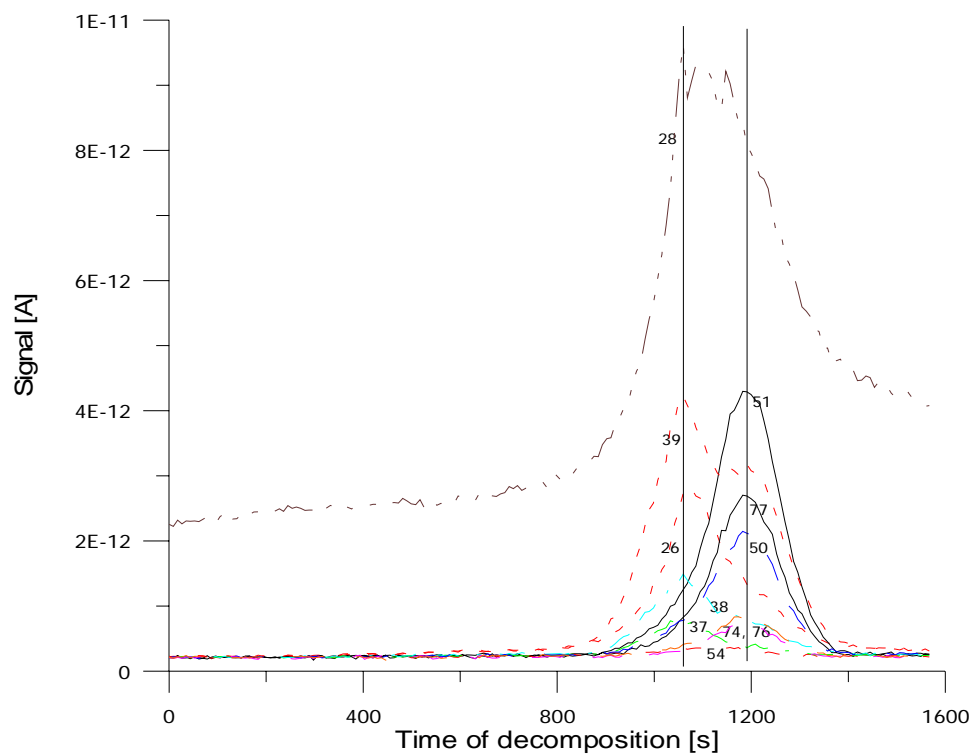 1E-11
8E-12
6E-12
4E-12
2E-12
0
Signal [A]
28
39
51
77
26
50
38
37
74, 76
54
0 400 800 1200 1600
Time of decomposition [s]